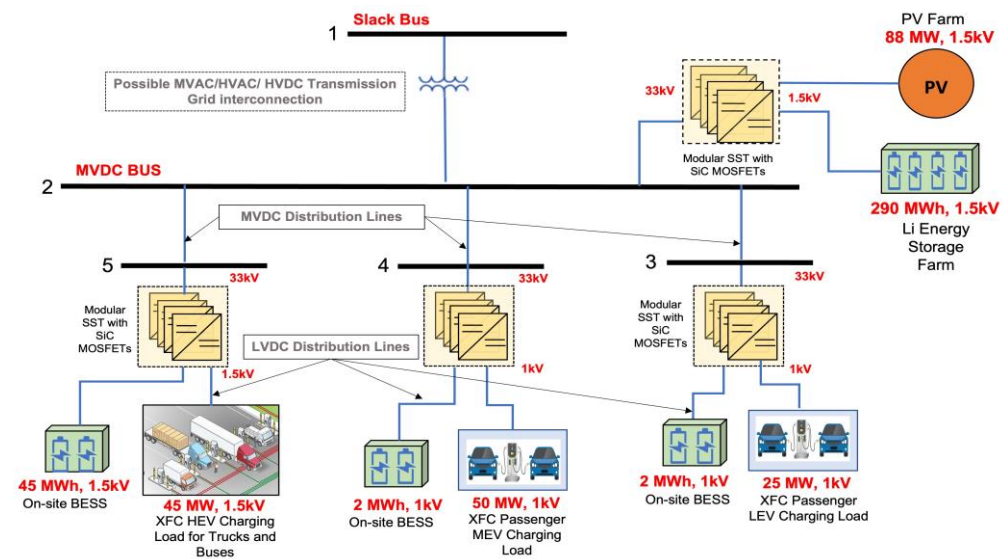 Slack Bus
1
Possible MVAC/HVAC/ HVDC Transmission
Grid interconnection
PV Farm
88 MW, 1.5kV
PV
33kV
1.5kV
Modular SST with
SiC MOSFETs
290 MWh, 1.5kV
Li Energy
Storage
Farm
MVDC BUS
2
MVDC Distribution Lines
5
33kV
Modular
SST with
SiC
MOSFETs
1.5kV
4
33kV
1kV
3
33kV
Modular
SST with
SiC
MOSFETs
1kV
LVDC Distribution Lines
45 MWh, 1.5kV
On-site BESS
45 MW, 1.5kV
XFC HEV Charging
Load for Trucks and
Buses
2 MWh, 1kV
On-site BESS
50 MW, 1kV
XFC Passenger
MEV Charging
Load
2 MWh, 1kV
On-site BESS
25 MW, 1kV
XFC Passenger
LEV Charging Load